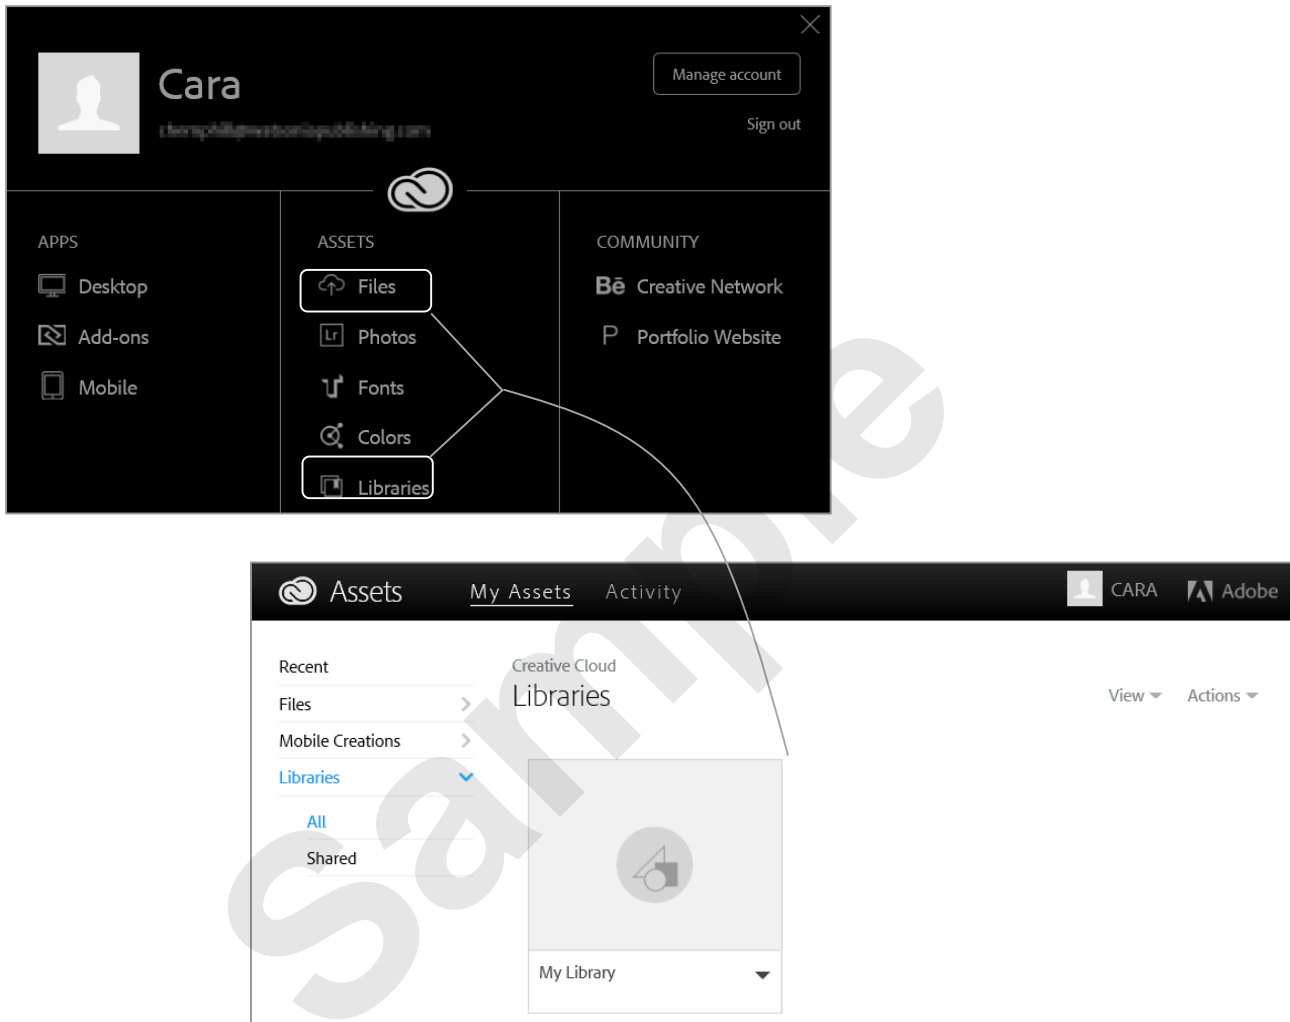 Cara
Manage account
Sign out
APPS
ASSETS
COMMUNITY
Desktop
Files
Bē Creative Network
Add-ons
Lr Photos
P Portfolio Website
Mobile
Fonts
Colors
Libraries
Assets
My Assets
Activity
CARA
Adobe
Recent
Files
Mobile Creations
Libraries
All
Shared
Creative Cloud
Libraries
View
Actions
My Library
Sample